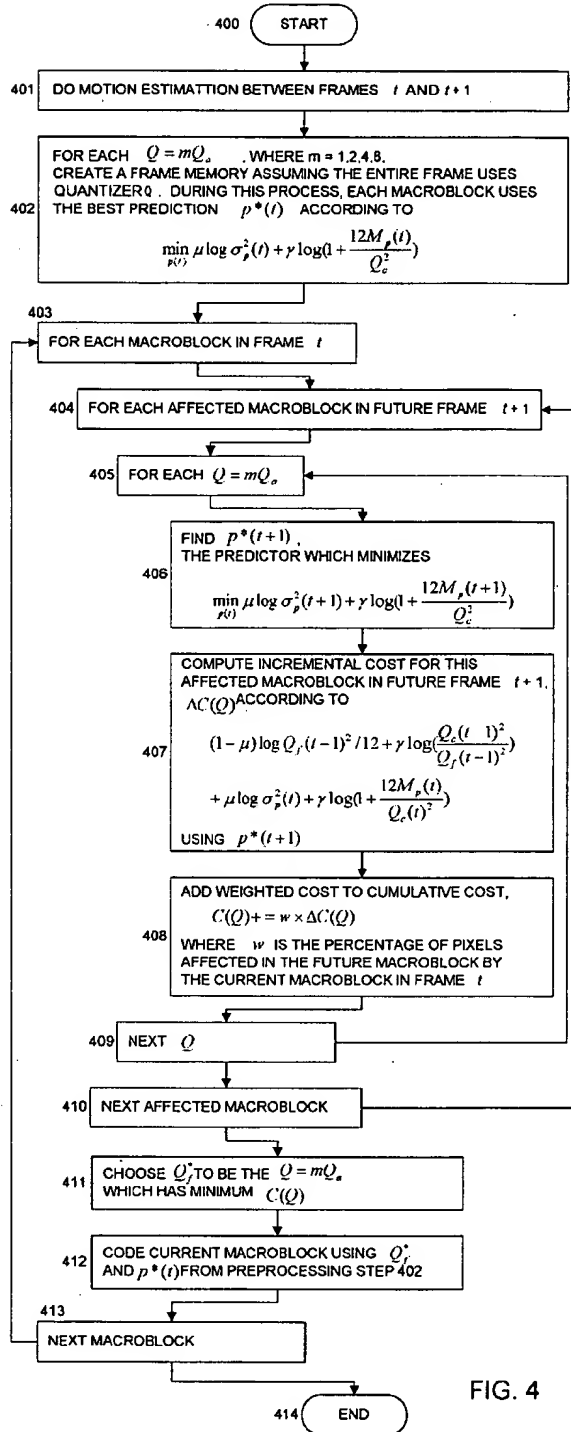 400 START
401 DO MOTION ESTIMATTION BETWEEN FRAMES t AND t+1
FOR EACH Q = mQₐ , WHERE m = 1,2,4,8,
CREATE A FRAME MEMORY ASSUMING THE ENTIRE FRAME USES
QUANTIZER Q . DURING THIS PROCESS, EACH MACROBLOCK USES
402 THE BEST PREDICTION p*(t) ACCORDING TO
min_{p(t)} μ log σ_p^2(t) + γ log(1 + 12M_p(t) / Q_c^2)
403
FOR EACH MACROBLOCK IN FRAME t
404 FOR EACH AFFECTED MACROBLOCK IN FUTURE FRAME t+1
405 FOR EACH Q = mQₐ
FIND p*(t+1),
THE PREDICTOR WHICH MINIMIZES
406
min_{p(t)} μ log σ_p^2(t+1) + γ log(1 + 12M_p(t+1) / Q_c^2)
COMPUTE INCREMENTAL COST FOR THIS
AFFECTED MACROBLOCK IN FUTURE FRAME t+1,
ΔC(Q) ACCORDING TO
407 (1-μ) log Q_f(t-1)^2 /12 + γ log(Q_c(t 1)^2 / Q_f(t-1)^2)
+ μ log σ_p^2(t) + γ log(1 + 12M_p(t) / Q_c(t)^2)
USING p*(t+1)
ADD WEIGHTED COST TO CUMULATIVE COST,
C(Q)+ = w × ΔC(Q)
408
WHERE w IS THE PERCENTAGE OF PIXELS
AFFECTED IN THE FUTURE MACROBLOCK BY
THE CURRENT MACROBLOCK IN FRAME t
409 NEXT Q
410 NEXT AFFECTED MACROBLOCK
411 CHOOSE Q_f^* TO BE THE Q = mQₐ
WHICH HAS MINIMUM C(Q)
412 CODE CURRENT MACROBLOCK USING Q_f^*
AND p*(t) FROM PREPROCESSING STEP 402
413
NEXT MACROBLOCK
414 END
FIG. 4